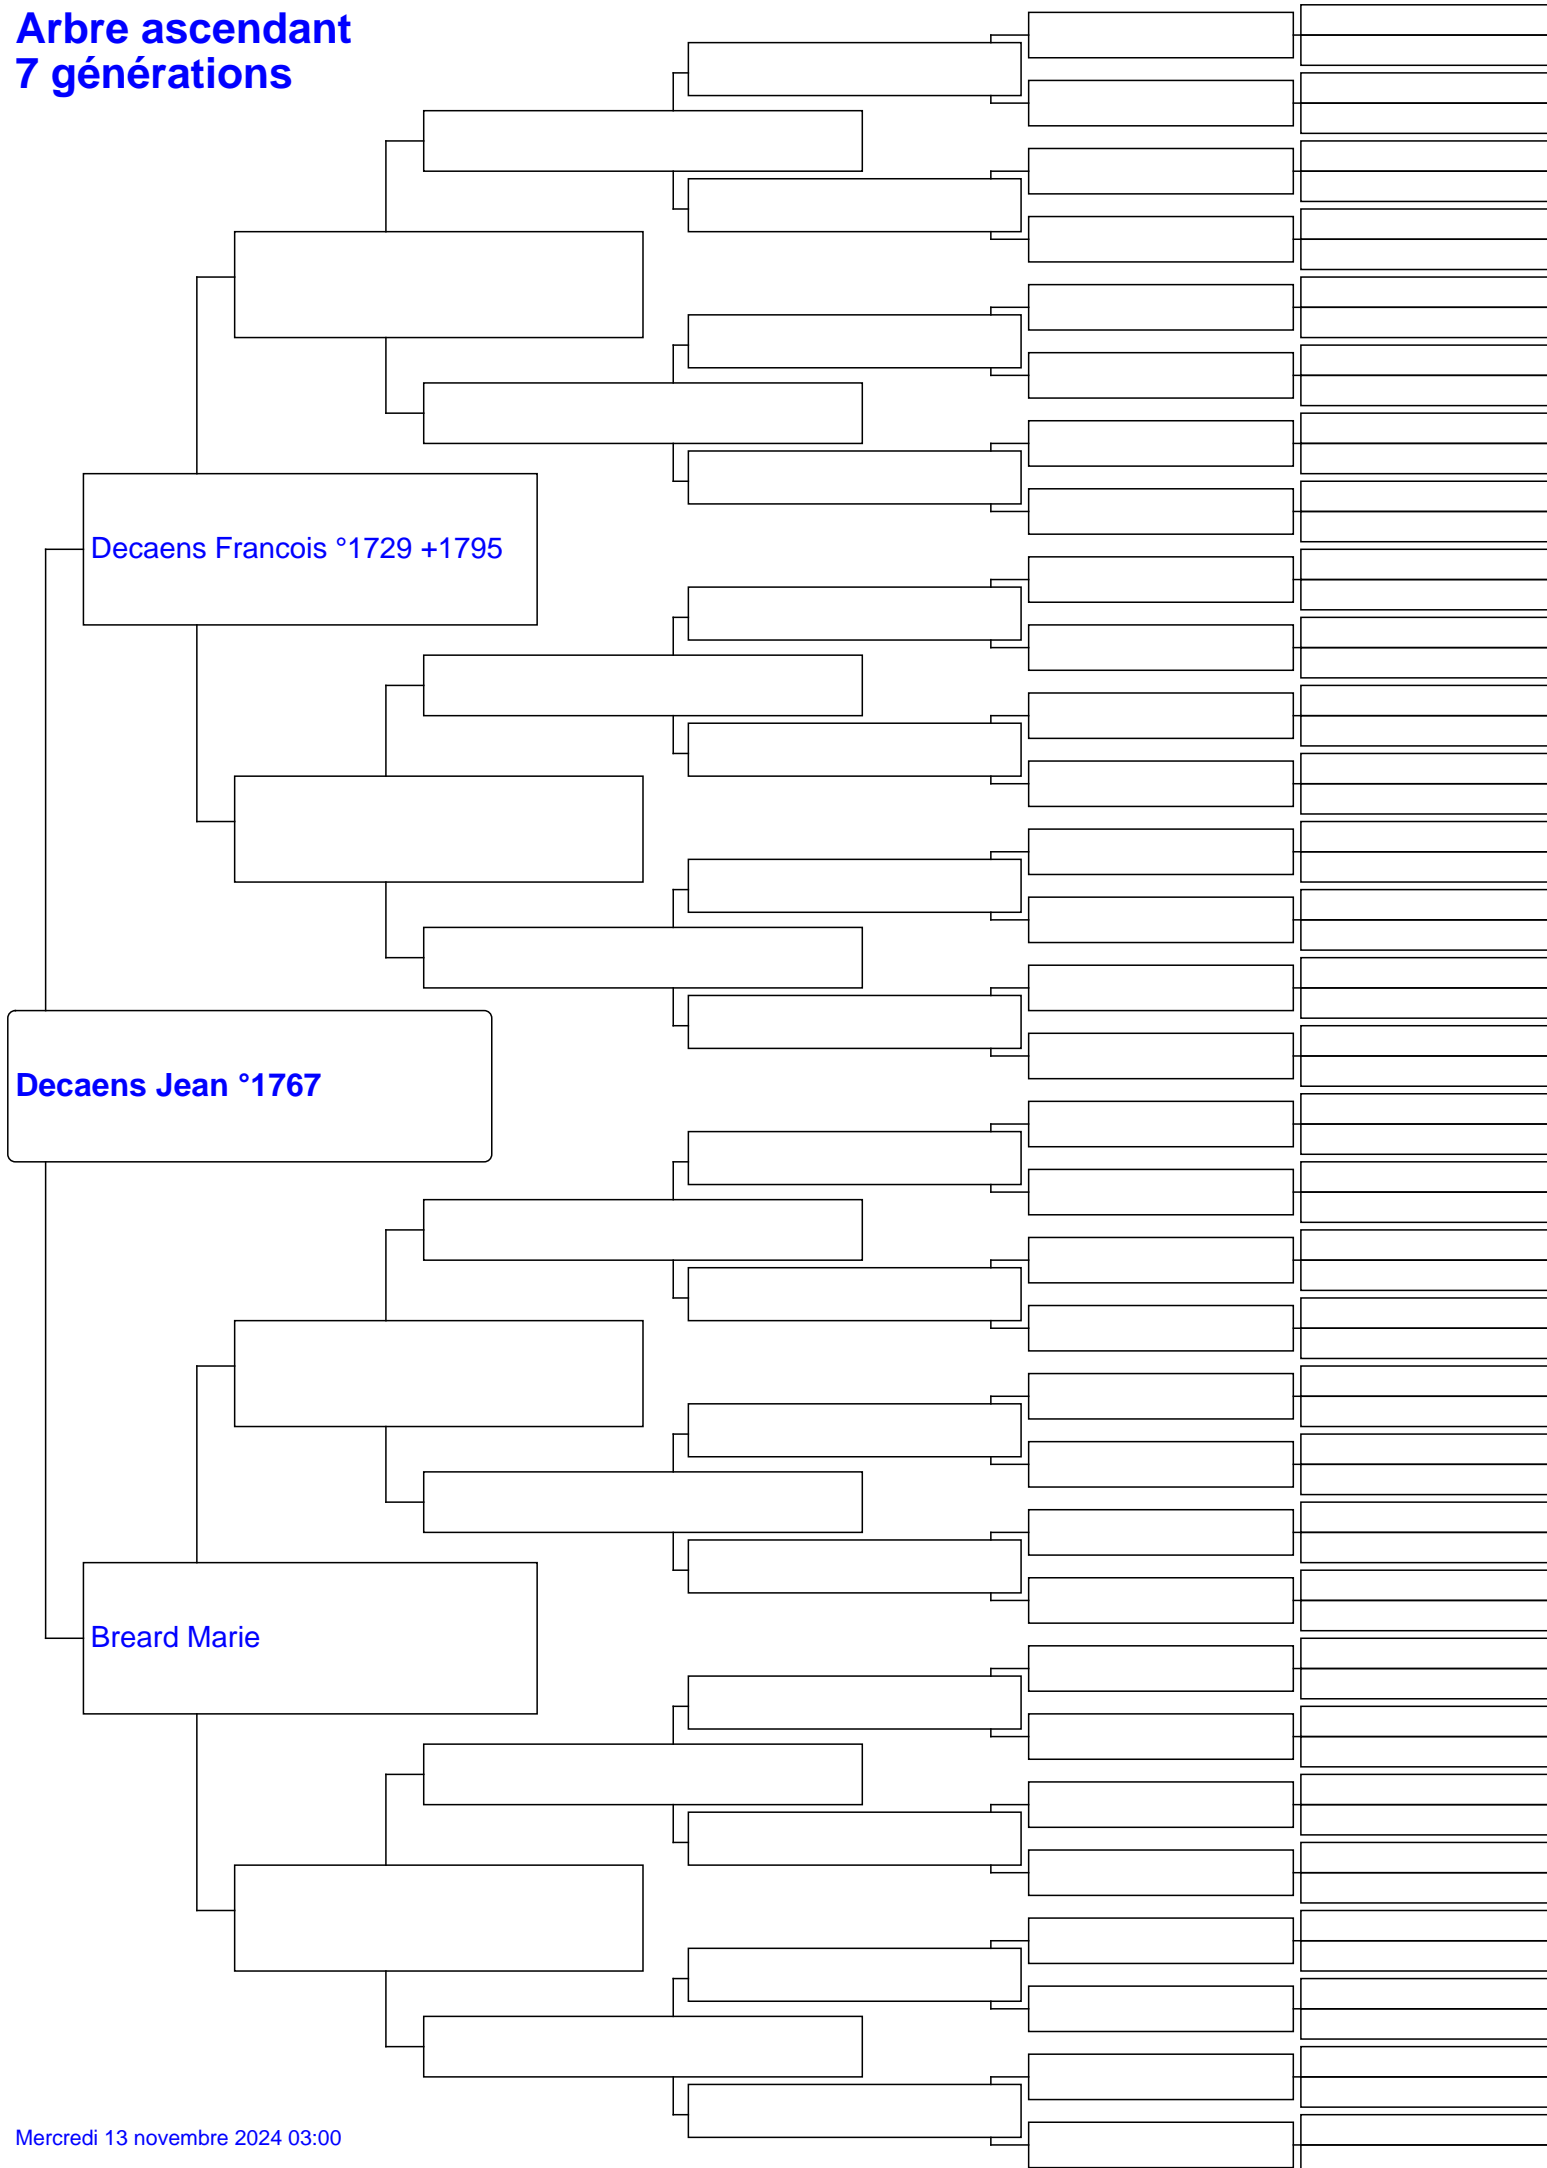 Arbre ascendant
7 générations
Decaens Francois °1729 +1795
Decaens Jean °1767
Breard Marie
Mercredi 13 novembre 2024 03:00